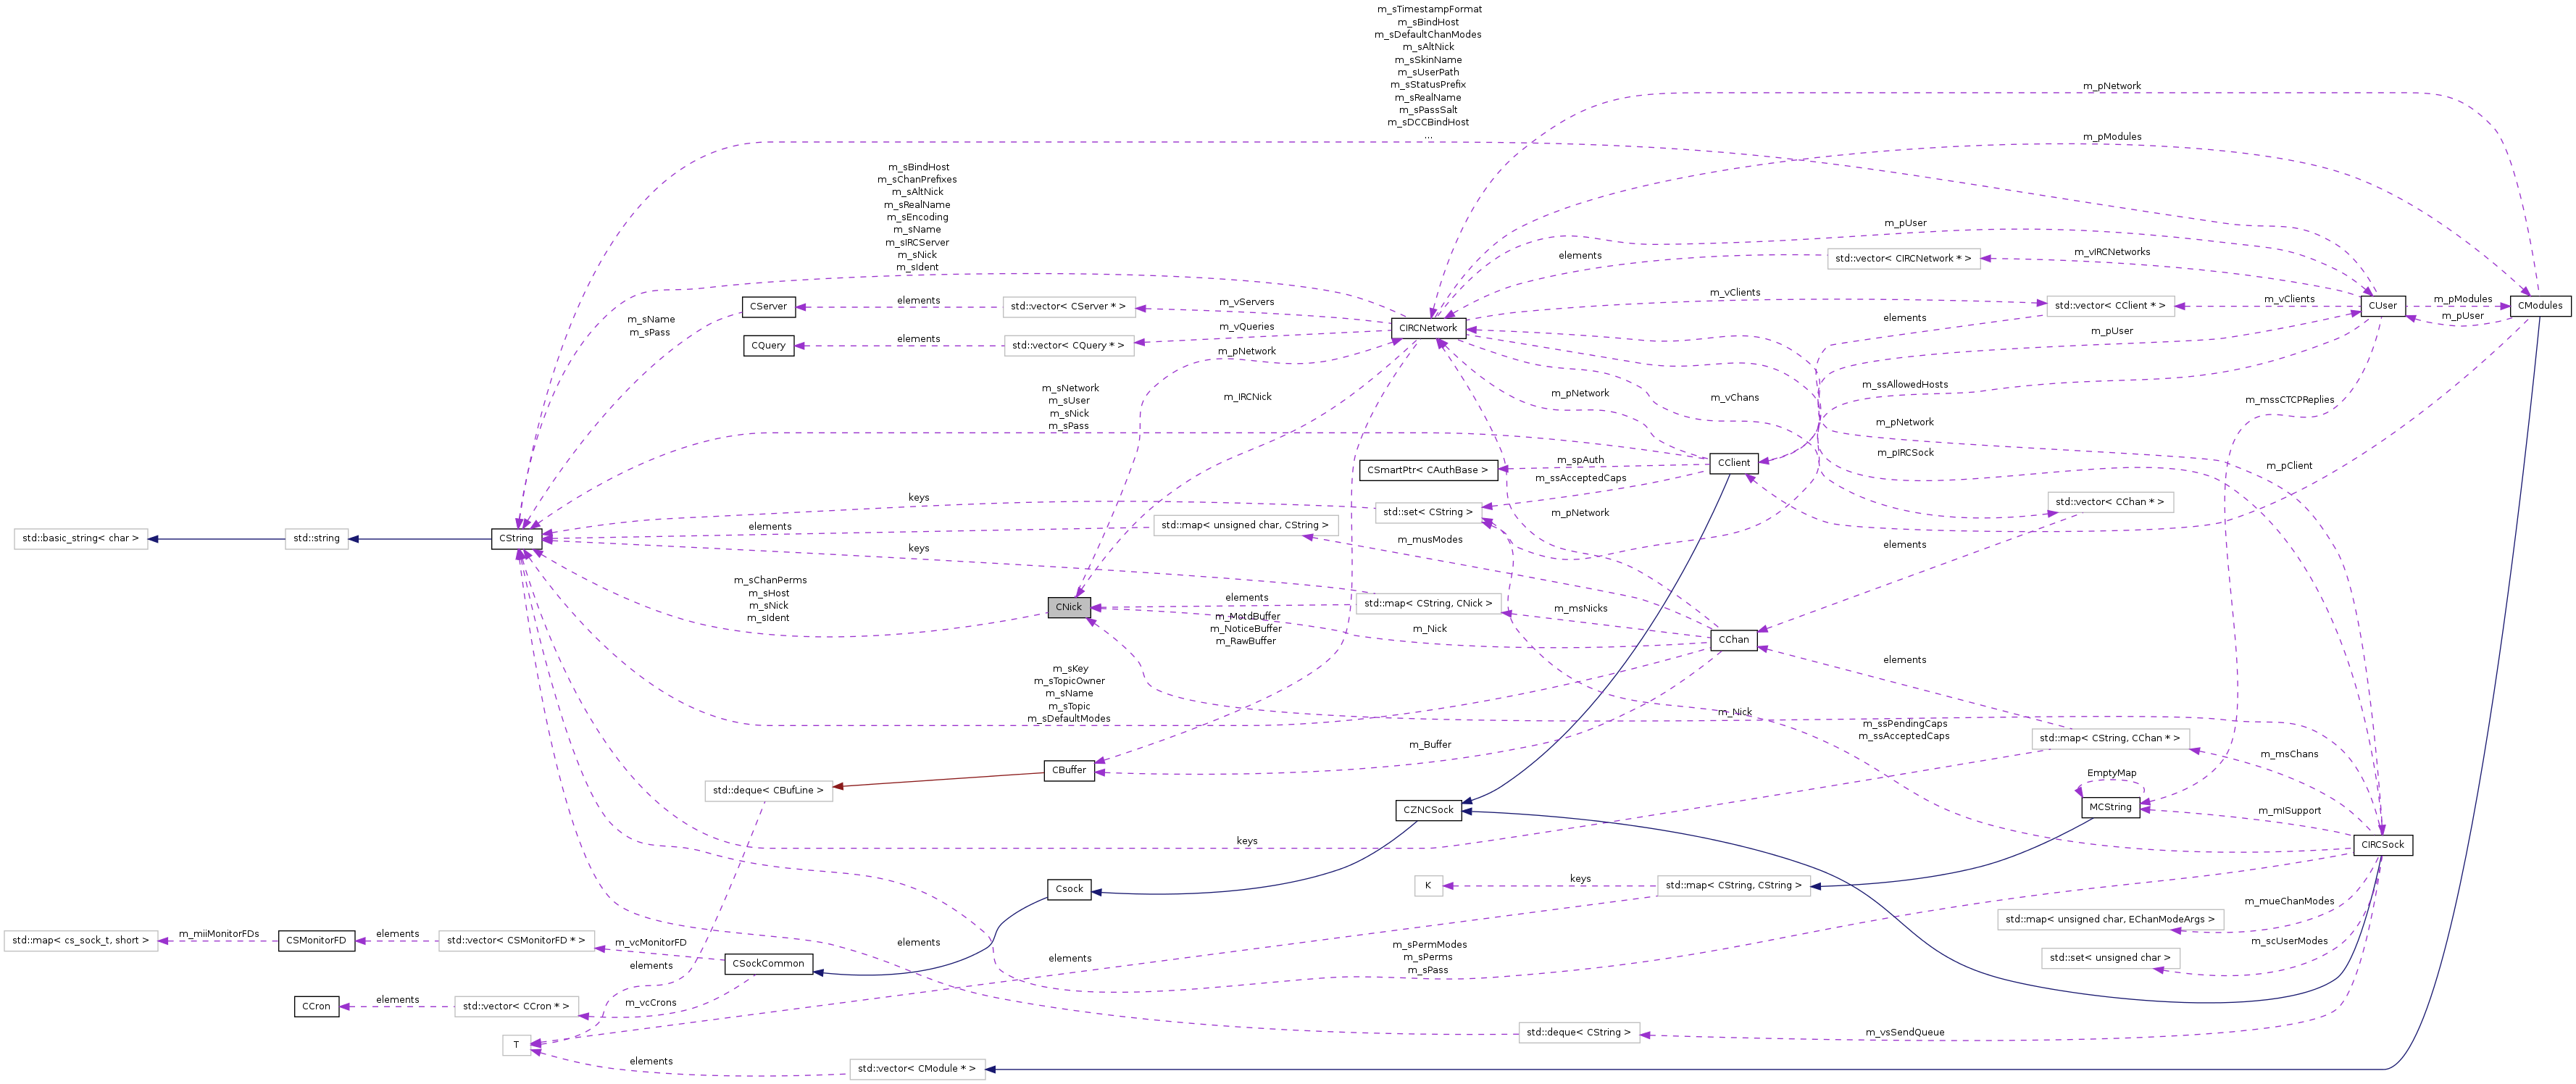 m_sTimestampFormat
m_sBindHost
m_sDefaultChanModes
m_sAltNick
m_sSkinName
m_sUserPath
m_sStatusPrefix
m_sRealName
m_sPassSalt
m_sDCCBindHost
...
m_pNetwork
m_pModules
m_sBindHost
m_sChanPrefixes
m_sAltNick
m_sRealName
m_sEncoding
m_sName
m_sIRCServer
m_sNick
m_sIdent
m_pUser
elements
std::vector< CIRCNetwork * >
m_vIRCNetworks
CServer
elements
std::vector< CServer * >
m_vServers
m_vClients
std::vector< CClient * >
m_vClients
CUser
m_pModules
CModules
m_pUser
m_sName
m_sPass
CQuery
elements
std::vector< CQuery * >
m_vQueries
CIRCNetwork
elements
m_pUser
m_pNetwork
m_sNetwork
m_sUser
m_sNick
m_sPass
m_IRCNick
m_pNetwork
m_vChans
m_ssAllowedHosts
m_mssCTCPReplies
m_pNetwork
m_pIRCSock
m_pClient
CSmartPtr< CAuthBase >
m_spAuth
CClient
m_ssAcceptedCaps
keys
std::set< CString >
m_pNetwork
std::vector< CChan * >
std::basic_string< char >
std::string
CString
elements
std::map< unsigned char, CString >
m_musModes
elements
keys
m_sChanPerms
m_sHost
m_sNick
m_sIdent
CNick
elements
std::map< CString, CNick >
m_msNicks
m_MotdBuffer
m_NoticeBuffer
m_RawBuffer
m_Nick
CChan
elements
m_sKey
m_sTopicOwner
m_sName
m_sTopic
m_sDefaultModes
m_Nick
m_ssPendingCaps
m_ssAcceptedCaps
std::map< CString, CChan * >
m_msChans
m_Buffer
CBuffer
std::deque< CBufLine >
EmptyMap
MCString
m_mISupport
CIRCSock
CZNCSock
keys
Csock
K
keys
std::map< CString, CString >
m_mueChanModes
std::map< unsigned char, EChanModeArgs >
m_scUserModes
std::set< unsigned char >
std::map< cs_sock_t, short >
m_miiMonitorFDs
CSMonitorFD
elements
std::vector< CSMonitorFD * >
m_vcMonitorFD
CSockCommon
elements
elements
elements
m_sPermModes
m_sPerms
m_sPass
CCron
elements
std::vector< CCron * >
m_vcCrons
T
std::deque< CString >
m_vsSendQueue
elements
std::vector< CModule * >